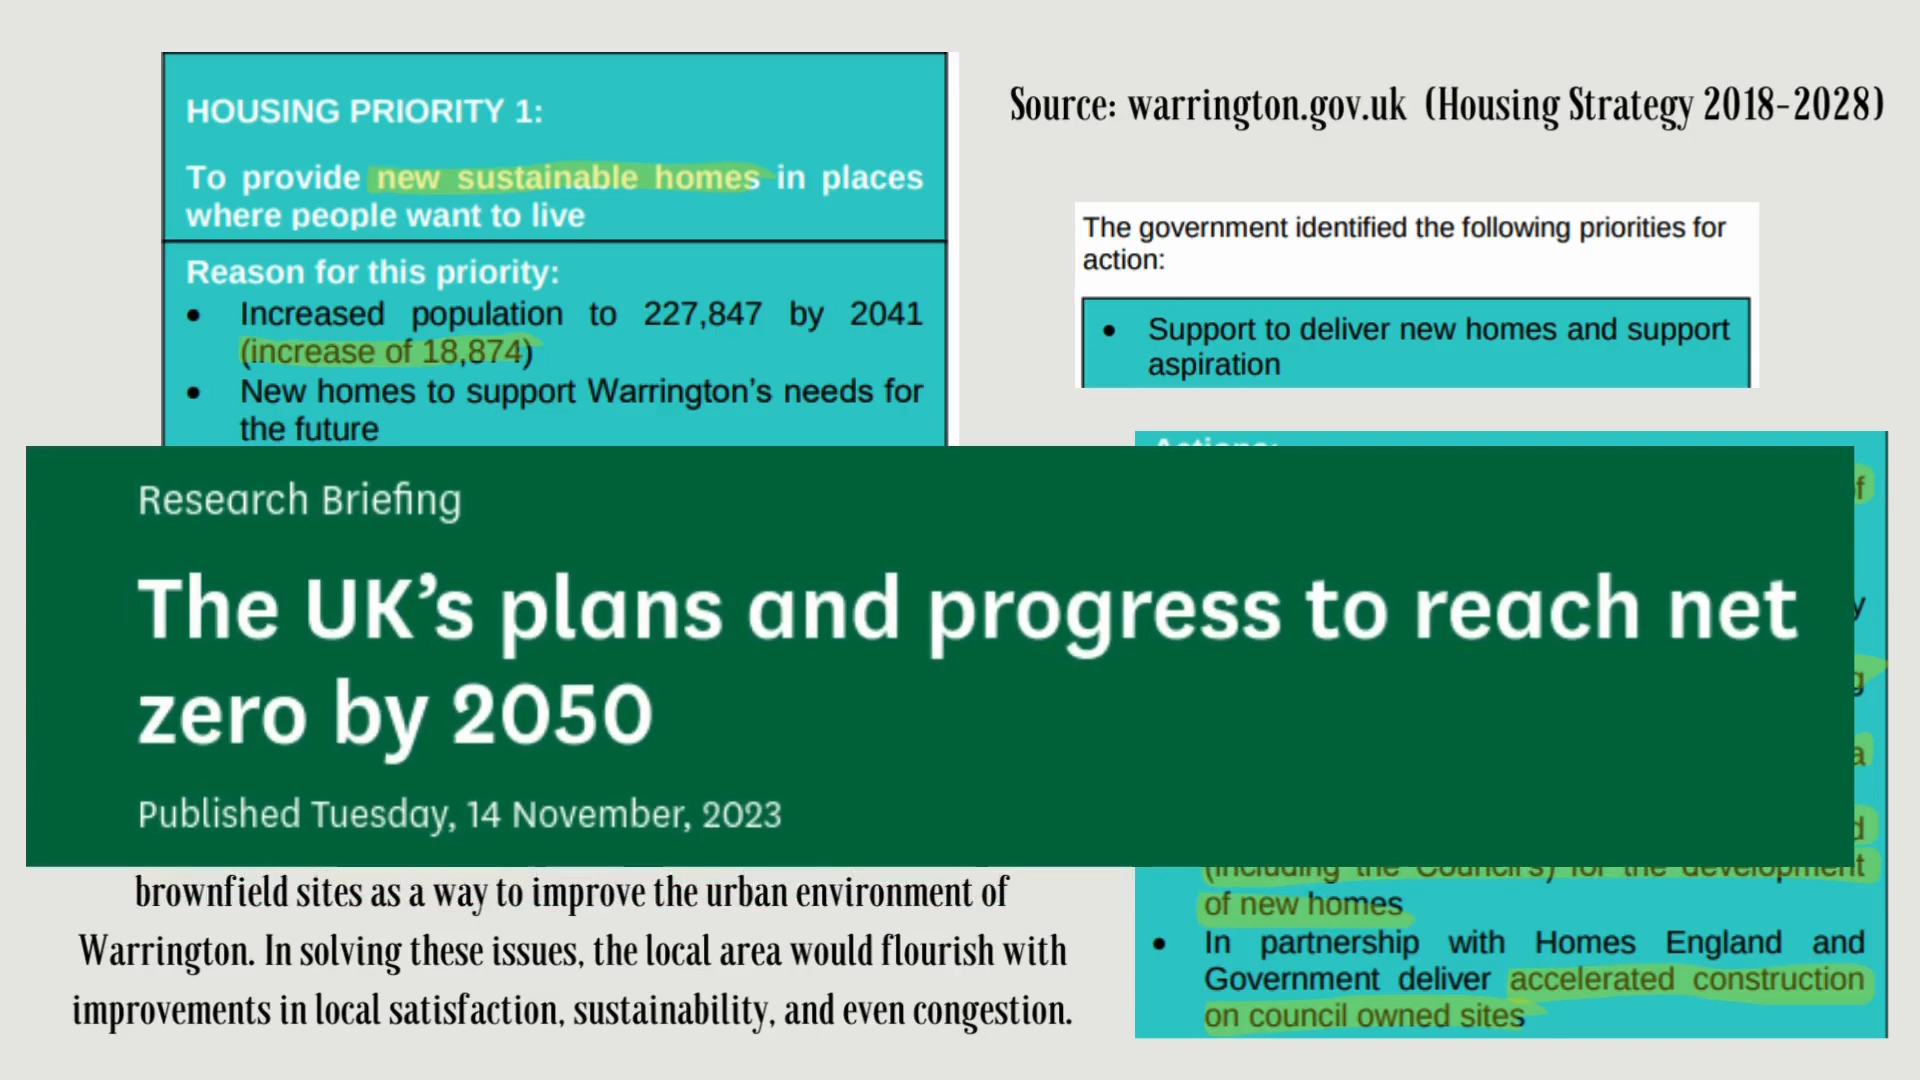 HOUSING PRIORITY 1:
To provide new sustainable homes in places
where people want to live
Reason for this priority:
• Increased population to 227,847 by 2041
(increase of 18,874)
• New homes to support Warrington's needs for
the future
Source: warrington.gov.uk (Housing Strategy 2018-2028)
The government identified the following priorities for
action:
• Support to deliver new homes and support
aspiration
Research Briefing
The UK’s plans and progress to reach net
zero by 2050
Published Tuesday, 14 November, 2023
brownfield sites as a way to improve the urban environment of
Warrington. In solving these issues, the local area would flourish with
improvements in local satisfaction, sustainability, and even congestion.
(including the Council's) for the development
of new homes
• In partnership with Homes England and
Government deliver accelerated construction
on council owned sites